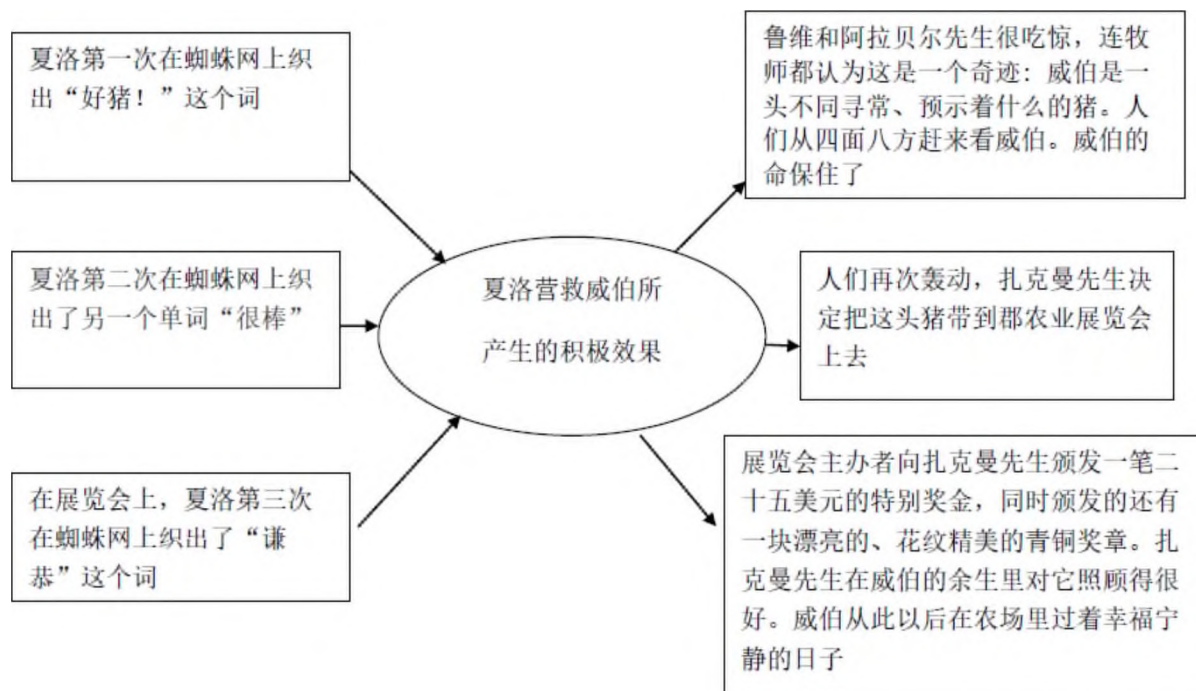 夏洛第一次在蜘蛛网上织
出“好猪！”这个词
鲁维和阿拉贝尔先生很吃惊，连牧
师都认为这是一个奇迹：威伯是一
头不同寻常、预示着什么的猪。人
们从四面八方赶来看威伯。威伯的
命保住了
夏洛第二次在蜘蛛网上织
出了另一个单词“很棒”
夏洛营救威伯所
产生的积极效果
人们再次轰动，扎克曼先生决
定把这头猪带到郡农业展览会
上去
在展览会上，夏洛第三次
在蜘蛛网上织出了“谦
恭”这个词
展览会主办者向扎克曼先生颁发一笔二
十五美元的特别奖金，同时颁发的还有
一块漂亮的、花纹精美的青铜奖章。扎
克曼先生在威伯的余生里对它照顾得很
好。威伯从此以后在农场里过着幸福宁
静的日子